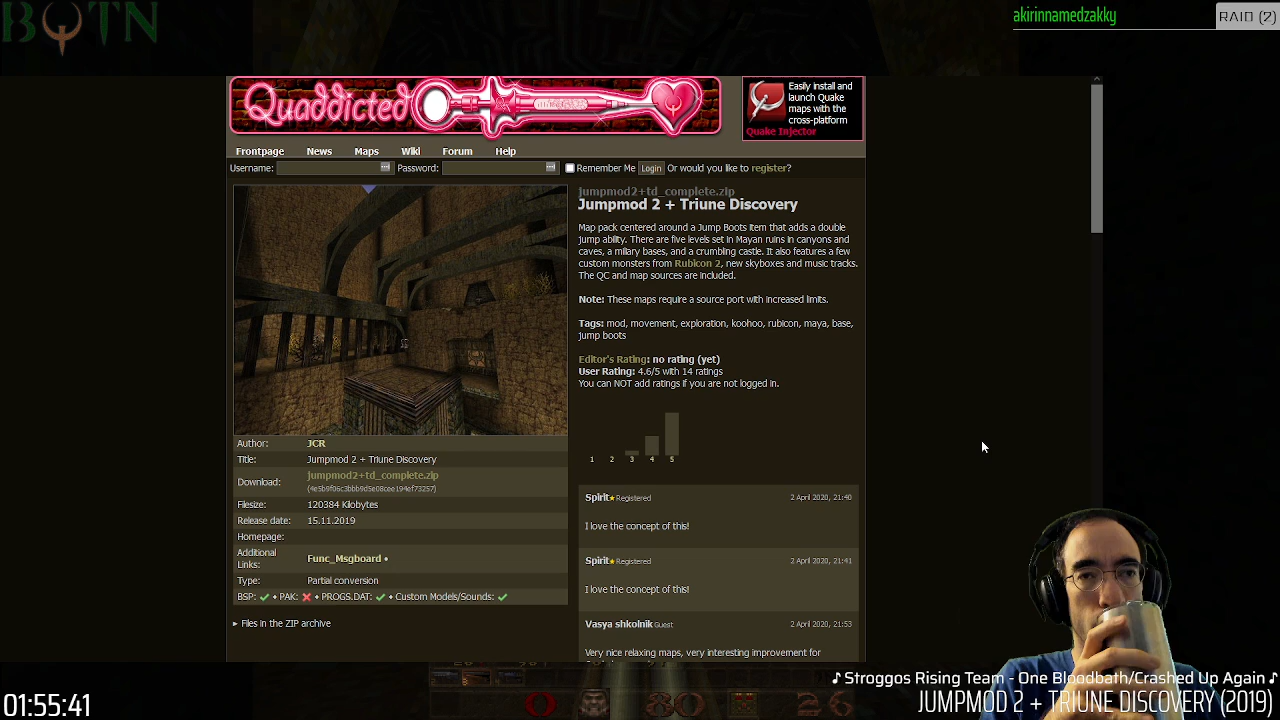 BOTN
akirinnamedzakky
RAID (2)
Quaddicted
Easily install and
launch Quake
maps with the
cross-platform
Quake Injector
Frontpage News Maps Wiki Forum Help
Username: Password: Remember Me Login Or would you like to register?
jumpmod2+td_complete.zip
Jumpmod 2 + Triune Discovery
Map pack centered around a Jump Boots item that adds a double
jump ability. There are five levels set in Mayan ruins in canyons and
caves, a milary bases, and a crumbling castle. It also features a few
custom monsters from Rubicon 2, new skyboxes and music tracks.
The QC and map sources are included.
Note: These maps require a source port with increased limits.
Tags: mod, movement, exploration, koohoo, rubicon, maya, base,
jump boots
Editor's Rating: no rating (yet)
User Rating: 4.6/5 with 14 ratings
You can NOT add ratings if you are not logged in.
1 2 3 4 5
Author: JCR
Title: Jumpmod 2 + Triune Discovery
Download: jumpmod2+td_complete.zip
(4e5b9f06c3bbb9d5e08cee194ef73257)
Filesize: 120384 Kilobytes
Release date: 15.11.2019
Homepage:
Additional
Links: Func_Msgboard •
Type: Partial conversion
BSP: ✔ • PAK: ✖ • PROGS.DAT: ✔ • Custom Models/Sounds: ✔
▸ Files in the ZIP archive
Spirit★Registered 2 April 2020, 21:40
I love the concept of this!
Spirit★Registered 2 April 2020, 21:41
I love the concept of this!
Vasya shkolnik Guest 2 April 2020, 21:53
Very nice relaxing maps, very interesting improvement for
0 80 26
01:55:41
♪ Stroggos Rising Team - One Bloodbath/Crashed Up Again ♪
JUMPMOD 2 + TRIUNE DISCOVERY (2019)